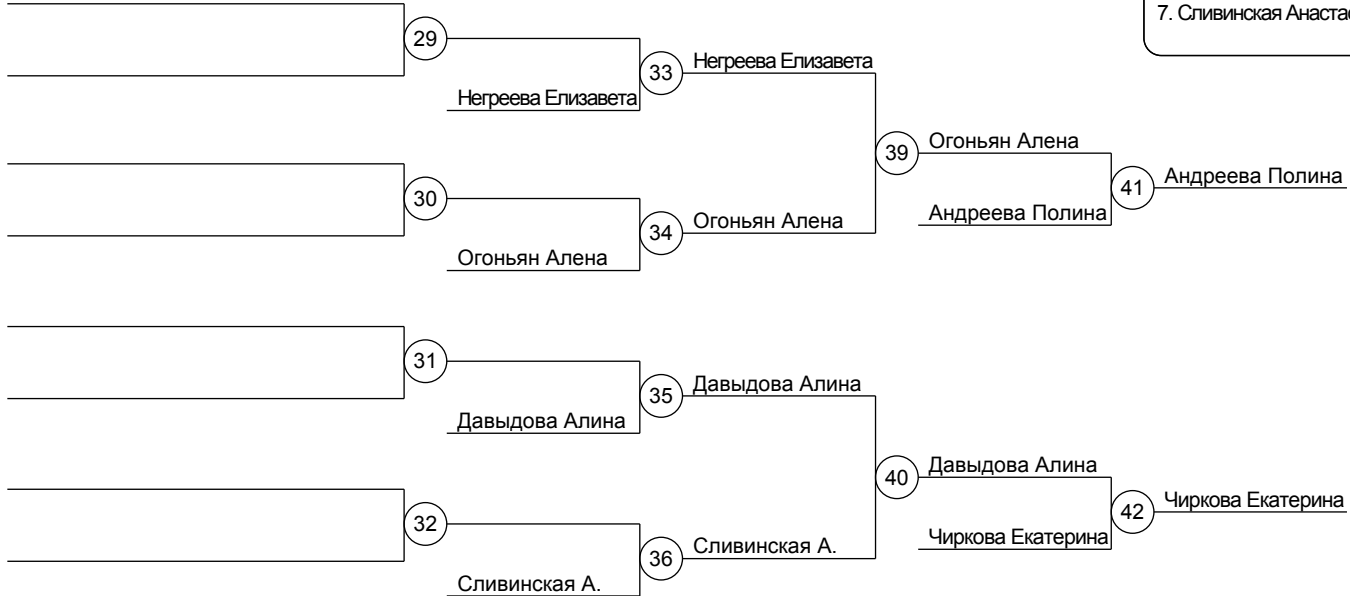 7. Сливинская
29
33
Негреева Елизавета
Негреева Елизавета
39
Огоньян Алена
41
Андреева Полина
30
34
Огоньян Алена
Андреева Полина
Огоньян Алена
31
35
Давыдова Алина
Давыдова Алина
40
Давыдова Алина
42
Чиркова Екатерина
32
36
Сливинская А.
Чиркова Екатерина
Сливинская А.